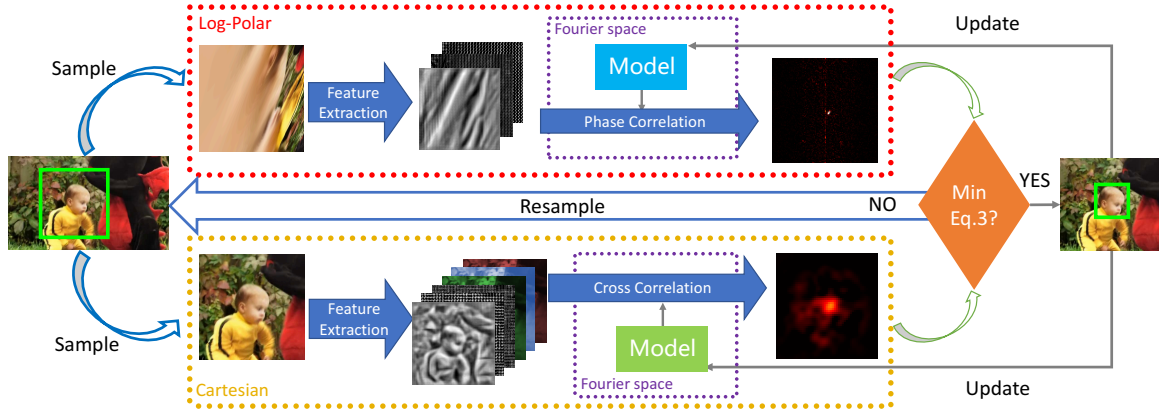 Log-Polar
Fourier space
Update
Sample
Model
Feature
Extraction
Phase Correlation
Min
Eq.3?
YES
NO
Resample
Cross Correlation
Feature
Extraction
Sample
Model
Cartesian
Fourier space
Update